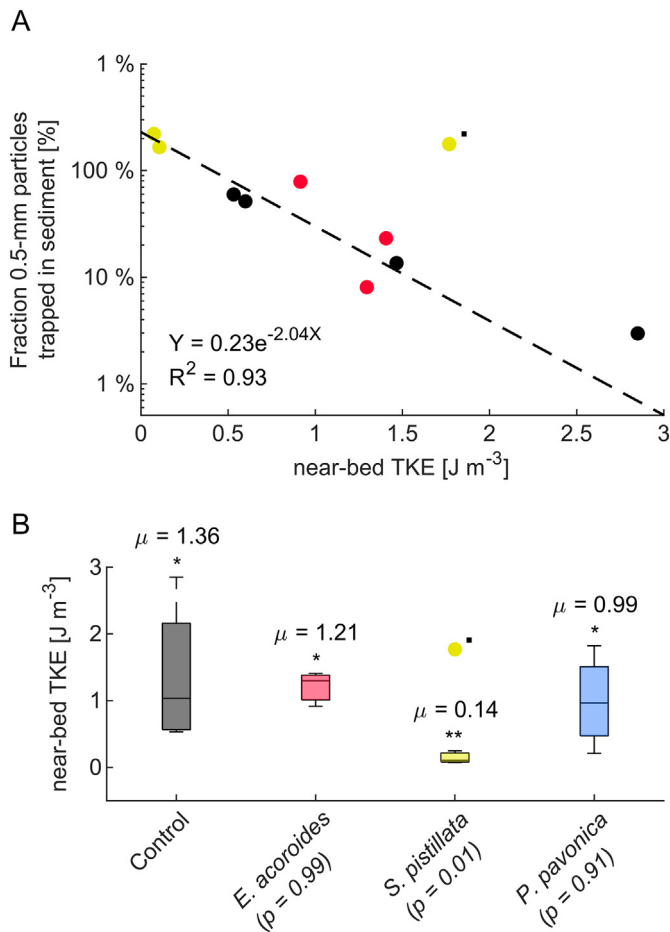 A
Fraction 0.5-mm particles
trapped in sediment [%]
1 %
100 %
10 %
1 %
Y = 0.23e^-2.04X
R^2 = 0.93
0 0.5 1 1.5 2 2.5 3
near-bed TKE [J m^-3]
B
near-bed TKE [J m^-3]
3
2
1
0
μ = 1.36
*
μ = 1.21
*
μ = 0.14
**
μ = 0.99
*
Control
E. acoroides
(p = 0.99)
S. pistillata
(p = 0.01)
P. pavonica
(p = 0.91)